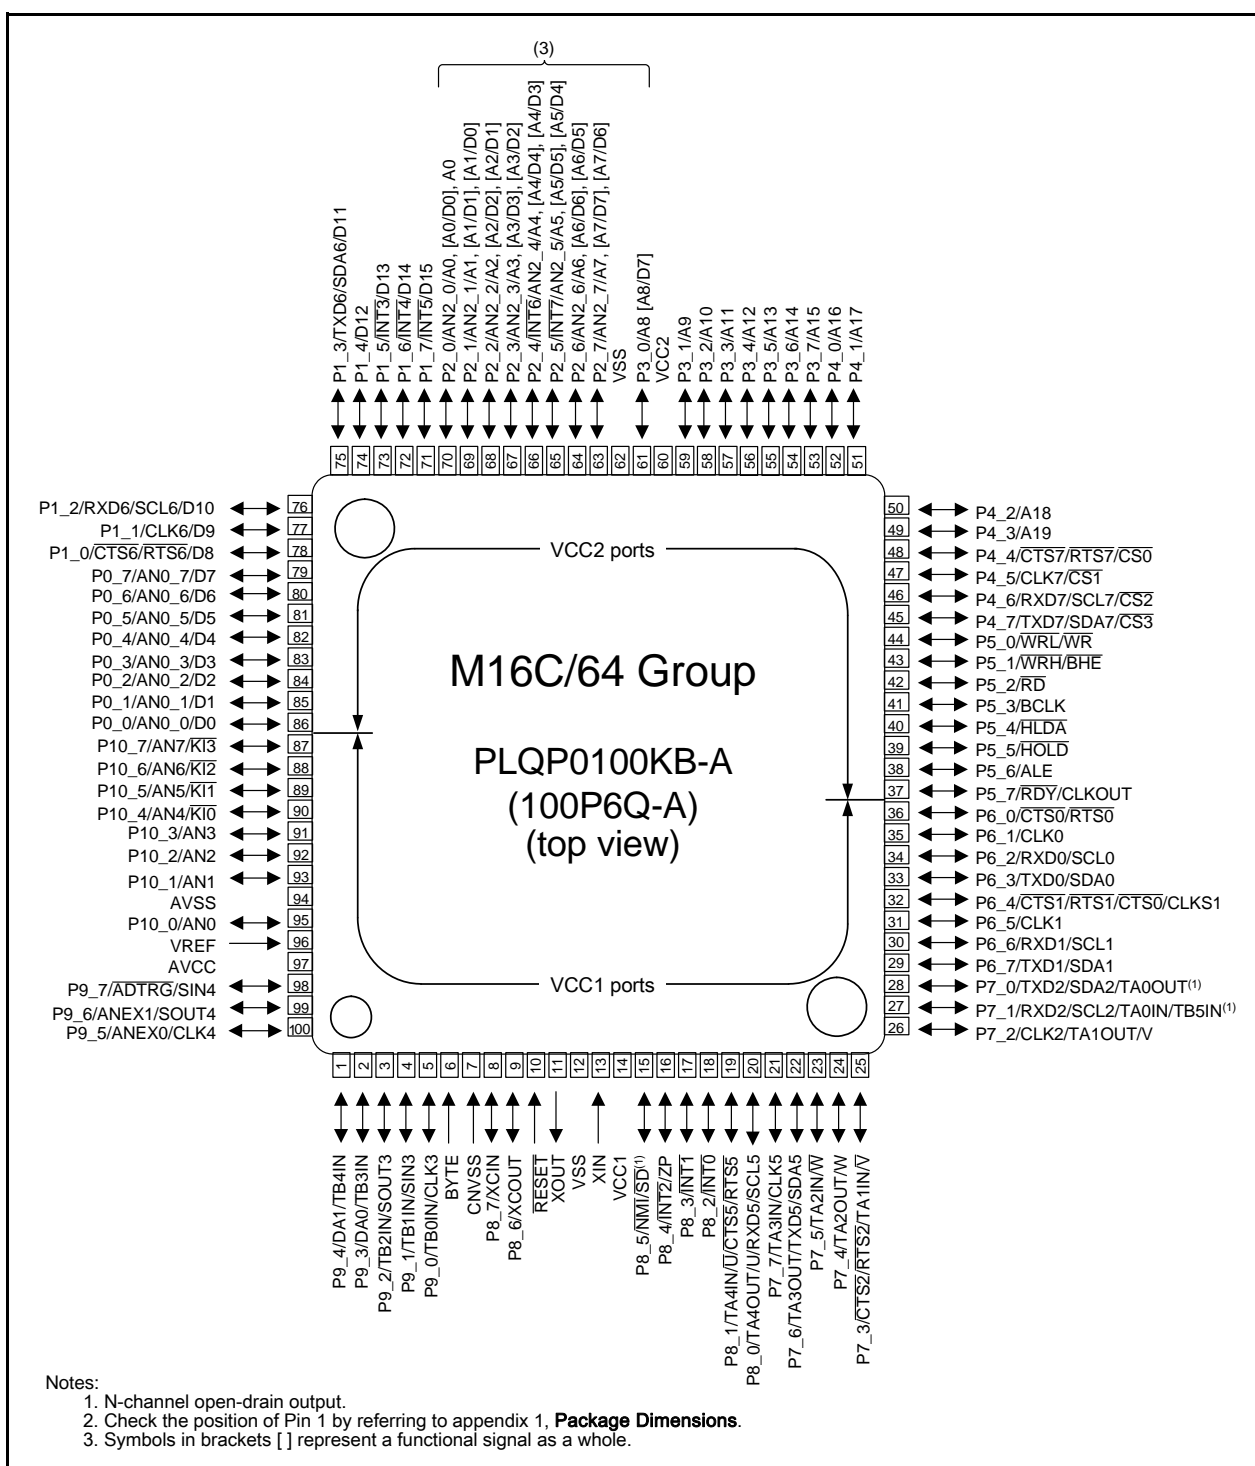 (3)
P1_3/TXD6/SDA6/D11
P1_4/D12
P1_5/INT3/D13
P1_6/INT4/D14
P1_7/INT5/D15
P2_0/AN2_0/A0, [A0/D0], A0
P2_1/AN2_1/A1, [A1/D1], [A1/D0]
P2_2/AN2_2/A2, [A2/D2], [A2/D1]
P2_3/AN2_3/A3, [A3/D3], [A3/D2]
P2_4/INT6/AN2_4/A4, [A4/D4], [A4/D3]
P2_5/INT7/AN2_5/A5, [A5/D5], [A5/D4]
P2_6/AN2_6/A6, [A6/D6], [A6/D5]
P2_7/AN2_7/A7, [A7/D7], [A7/D6]
VSS
P3_0/A8 [A8/D7]
VCC2
P3_1/A9
P3_2/A10
P3_3/A11
P3_4/A12
P3_5/A13
P3_6/A14
P3_7/A15
P4_0/A16
P4_1/A17
75 74 73 72 71 70 69 68 67 66 65 64 63 62 61 60 59 58 57 56 55 54 53 52 51
P1_2/RXD6/SCL6/D10 76
P1_1/CLK6/D9 77
P1_0/CTS6/RTS6/D8 78
P0_7/AN0_7/D7 79
P0_6/AN0_6/D6 80
P0_5/AN0_5/D5 81
P0_4/AN0_4/D4 82
P0_3/AN0_3/D3 83
P0_2/AN0_2/D2 84
P0_1/AN0_1/D1 85
P0_0/AN0_0/D0 86
P10_7/AN7/KI3 87
P10_6/AN6/KI2 88
P10_5/AN5/KI1 89
P10_4/AN4/KI0 90
P10_3/AN3 91
P10_2/AN2 92
P10_1/AN1 93
AVSS 94
P10_0/AN0 95
VREF 96
AVCC 97
P9_7/ADTRG/SIN4 98
P9_6/ANEX1/SOUT4 99
P9_5/ANEX0/CLK4 100
VCC2 ports
M16C/64 Group
PLQP0100KB-A
(100P6Q-A)
(top view)
VCC1 ports
50 P4_2/A18
49 P4_3/A19
48 P4_4/CTS7/RTS7/CS0
47 P4_5/CLK7/CS1
46 P4_6/RXD7/SCL7/CS2
45 P4_7/TXD7/SDA7/CS3
44 P5_0/WRL/WR
43 P5_1/WRH/BHE
42 P5_2/RD
41 P5_3/BCLK
40 P5_4/HLDA
39 P5_5/HOLD
38 P5_6/ALE
37 P5_7/RDY/CLKOUT
36 P6_0/CTS0/RTS0
35 P6_1/CLK0
34 P6_2/RXD0/SCL0
33 P6_3/TXD0/SDA0
32 P6_4/CTS1/RTS1/CTS0/CLKS1
31 P6_5/CLK1
30 P6_6/RXD1/SCL1
29 P6_7/TXD1/SDA1
28 P7_0/TXD2/SDA2/TA0OUT(1)
27 P7_1/RXD2/SCL2/TA0IN/TB5IN(1)
26 P7_2/CLK2/TA1OUT/V
1 2 3 4 5 6 7 8 9 10 11 12 13 14 15 16 17 18 19 20 21 22 23 24 25
P9_4/DA1/TB4IN
P9_3/DA0/TB3IN
P9_2/TB2IN/SOUT3
P9_1/TB1IN/SIN3
P9_0/TB0IN/CLK3
BYTE
CNVSS
P8_7/XCIN
P8_6/XCOUT
RESET
XOUT
VSS
XIN
VCC1
P8_5/NMI/SD(1)
P8_4/INT2/ZP
P8_3/INT1
P8_2/INT0
P8_1/TA4IN/U/CTS5/RTS5
P8_0/TA4OUT/U/RXD5/SCL5
P7_7/TA3IN/CLK5
P7_6/TA3OUT/TXD5/SDA5
P7_5/TA2IN/W
P7_4/TA2OUT/W
P7_3/CTS2/RTS2/TA1IN/V
Notes:
1. N-channel open-drain output.
2. Check the position of Pin 1 by referring to appendix 1, Package Dimensions.
3. Symbols in brackets [ ] represent a functional signal as a whole.